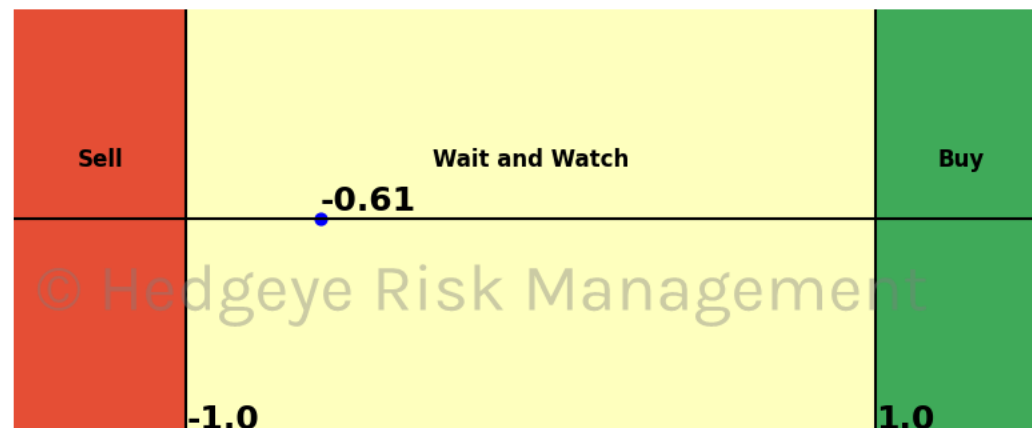 Sell
Wait and Watch
Buy
-0.61
© Hedgeye Risk Management
-1.0
1.0